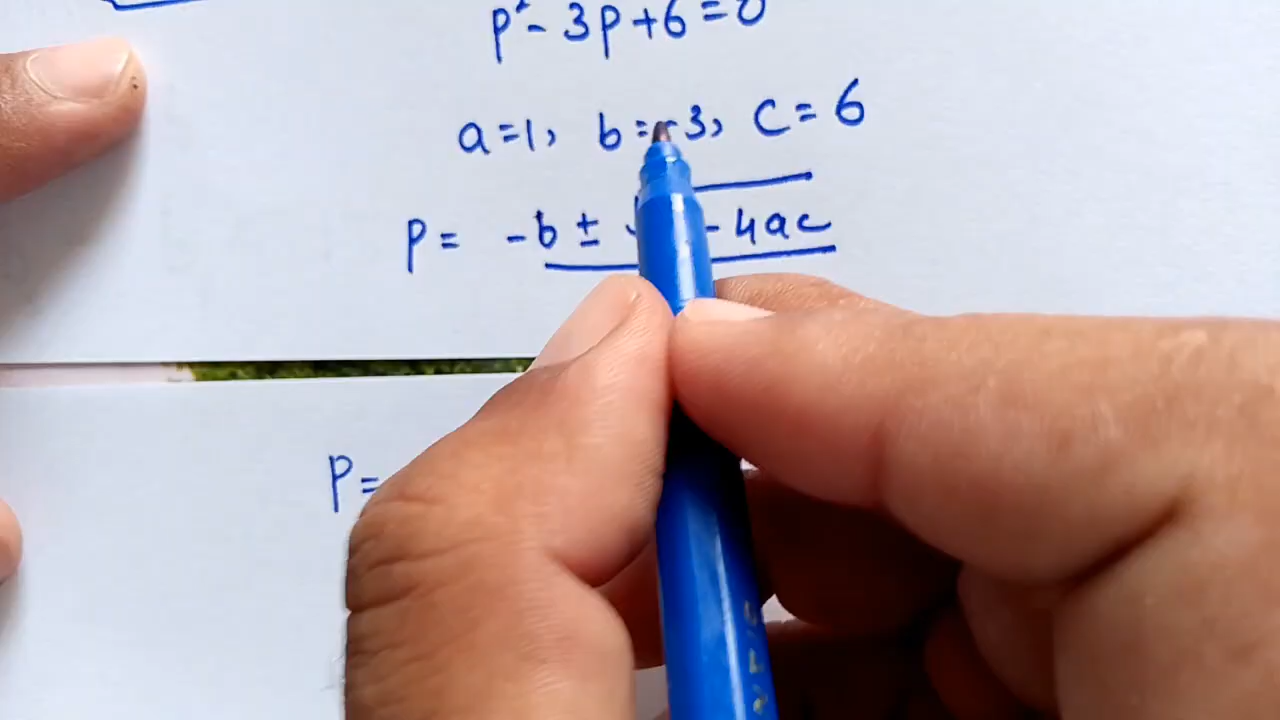 p² - 3p + 6 = 0
a = 1, b = -3, c = 6
p = -b ± √ - 4ac
P =